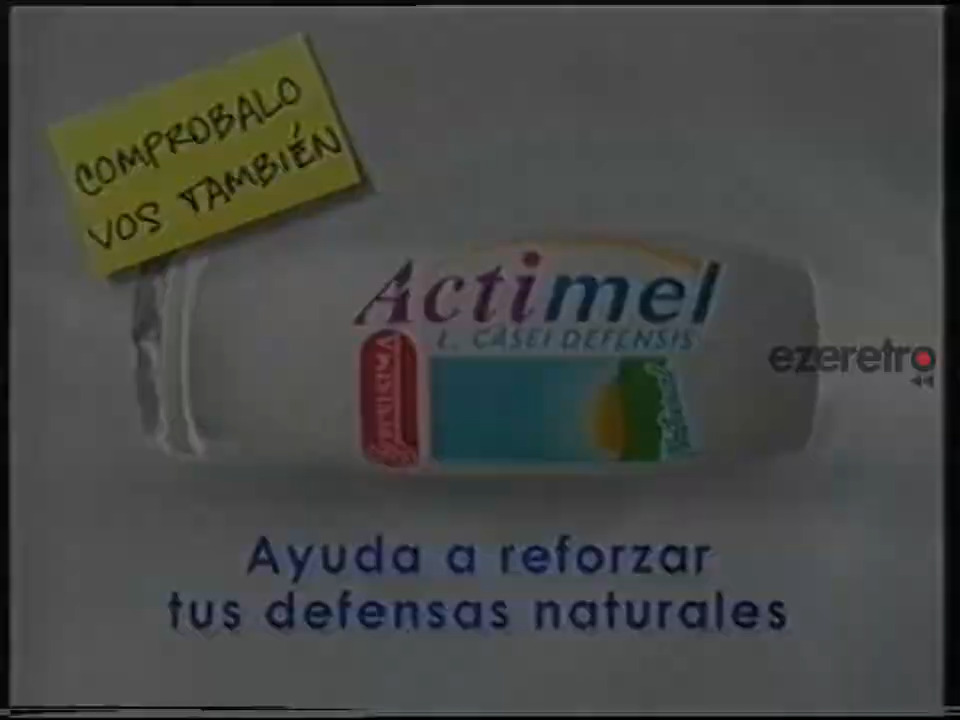 COMPROBALO
VOS TAMBIÉN
Actimel
L. CASEI DEFENSIS
ezeretro
Ayuda a reforzar
tus defensas naturales